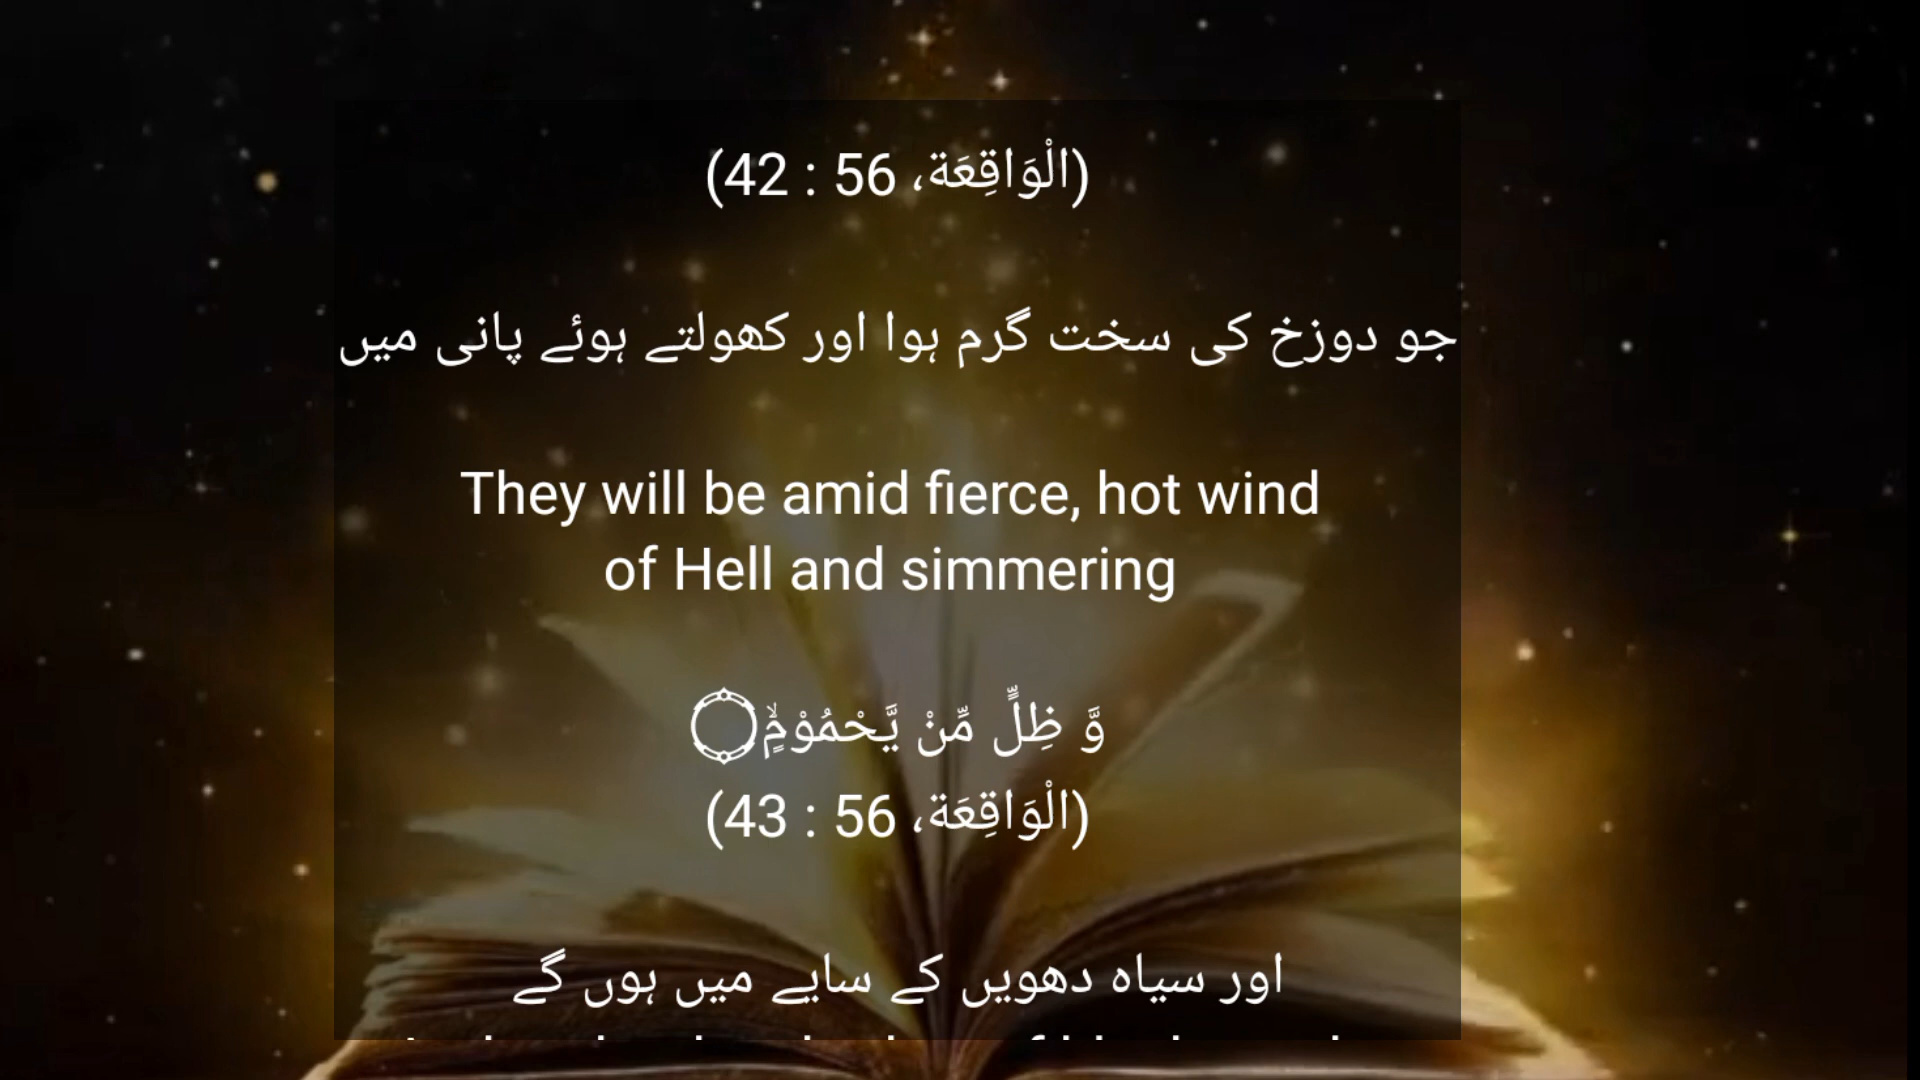 (الْوَاقِعَة، 56 : 42)
جو دوزخ کی سخت گرم ہوا اور کھولتے ہوئے پانی میں
They will be amid fierce, hot wind
of Hell and simmering
وَّ ظِلٍّ مِّنْ یَّحْمُوْمٍۙ۝
(الْوَاقِعَة، 56 : 43)
اور سیاہ دھویں کے سایے میں ہوں گے